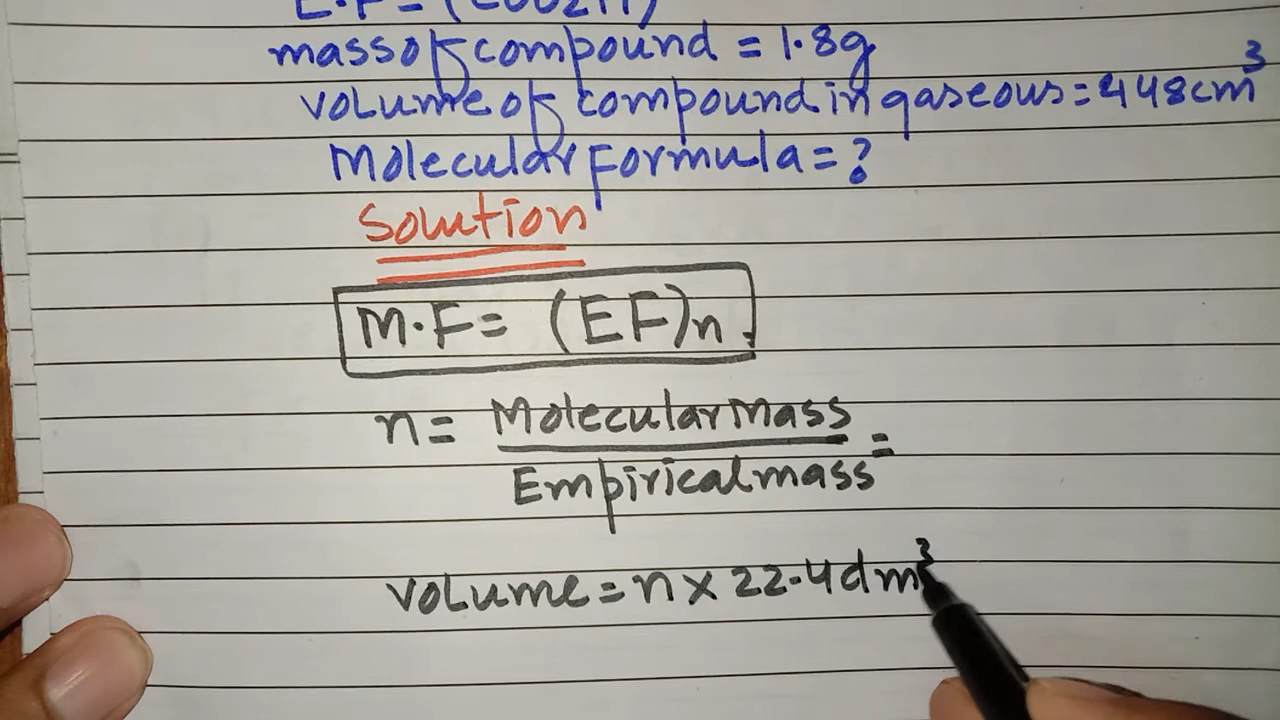 mass of compound = 1.8g
volume of compound in gaseous = 448cm³
Molecular Formula = ?
Solution
M.F = (EF)n
n = Molecular Mass =
Empirical mass
volume = n × 22.4dm³